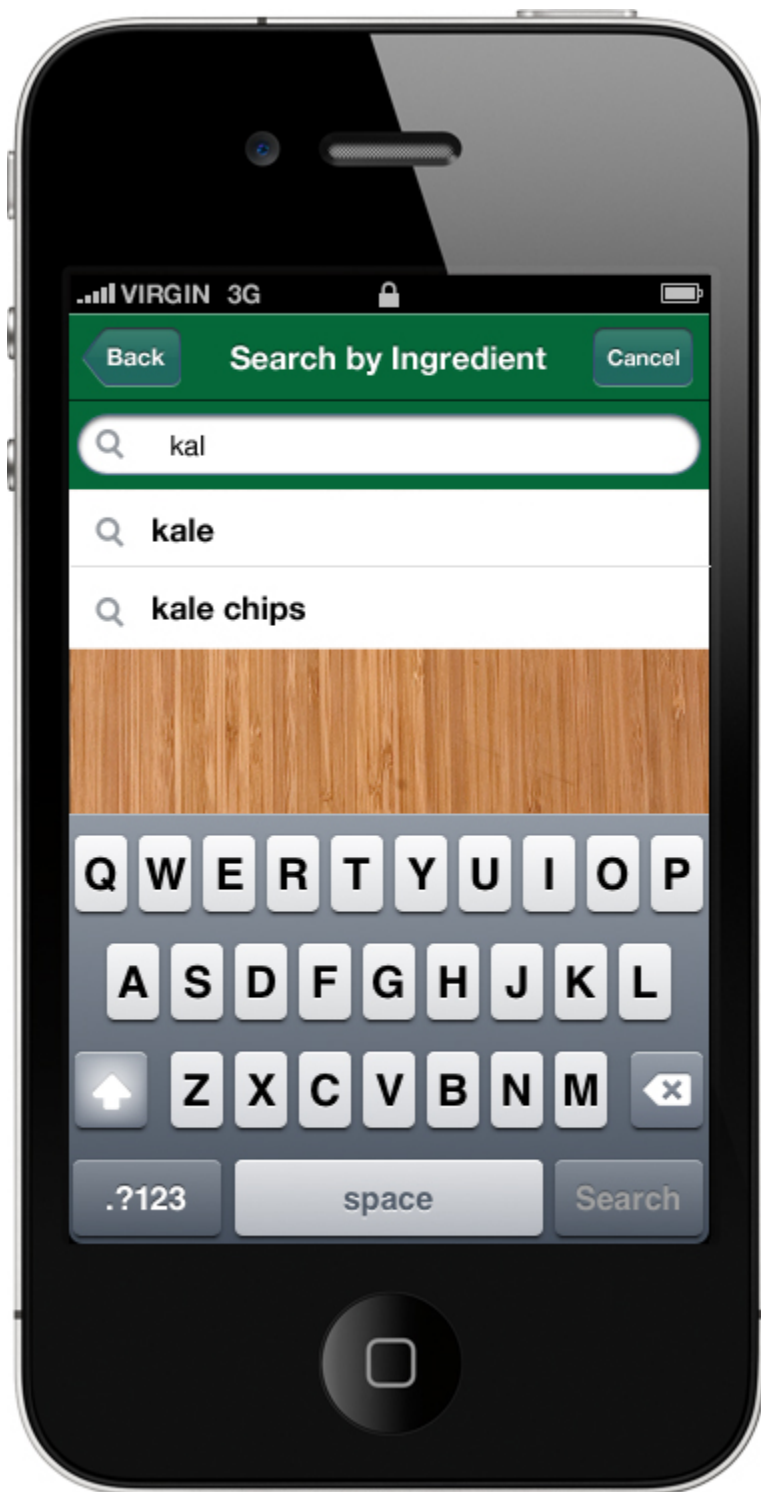 VIRGIN 3G
Back Search by Ingredient Cancel
kal
kale
kale chips
Q W E R T Y U I O P
A S D F G H J K L
Z X C V B N M
.?123 space Search